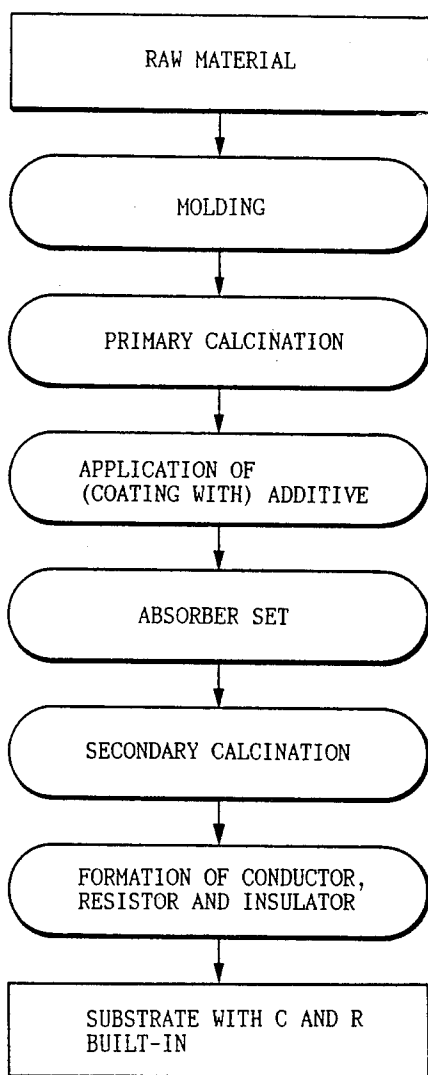 RAW MATERIAL
MOLDING
PRIMARY CALCINATION
APPLICATION OF
(COATING WITH) ADDITIVE
ABSORBER SET
SECONDARY CALCINATION
FORMATION OF CONDUCTOR,
RESISTOR AND INSULATOR
SUBSTRATE WITH C AND R
BUILT-IN